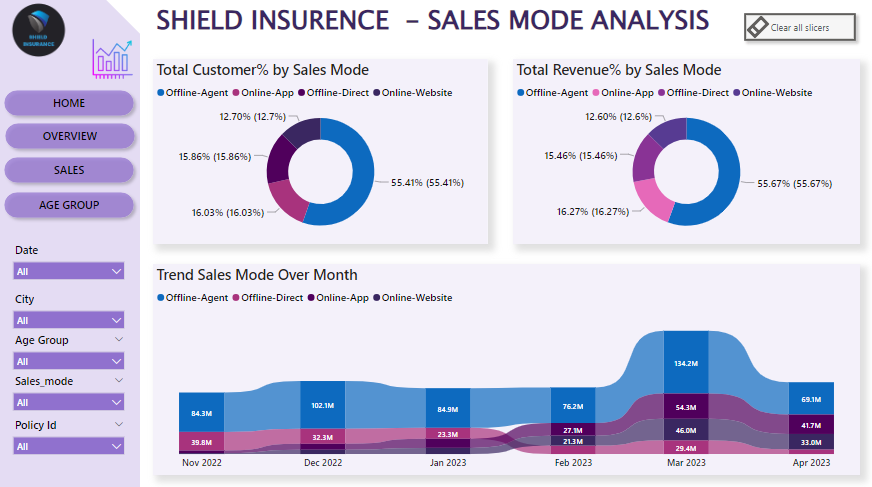 SHIELD
INSURANCE
SHIELD INSURENCE – SALES MODE ANALYSIS
Clear all slicers
HOME
OVERVIEW
SALES
AGE GROUP
Date
All
City
All
Age Group
All
Sales_mode
All
Policy Id
All
Total Customer% by Sales Mode
Offline-Agent Online-App Offline-Direct Online-Website
12.70% (12.7%)
15.86% (15.86%)
55.41% (55.41%)
16.03% (16.03%)
Total Revenue% by Sales Mode
Offline-Agent Online-App Offline-Direct Online-Website
12.60% (12.6%)
15.46% (15.46%)
55.67% (55.67%)
16.27% (16.27%)
Trend Sales Mode Over Month
Offline-Agent Offline-Direct Online-App Online-Website
84.3M
39.8M
102.1M
32.3M
84.9M
23.3M
76.2M
27.1M
21.3M
134.2M
54.3M
46.0M
29.4M
69.1M
41.7M
33.0M
Nov 2022 Dec 2022 Jan 2023 Feb 2023 Mar 2023 Apr 2023